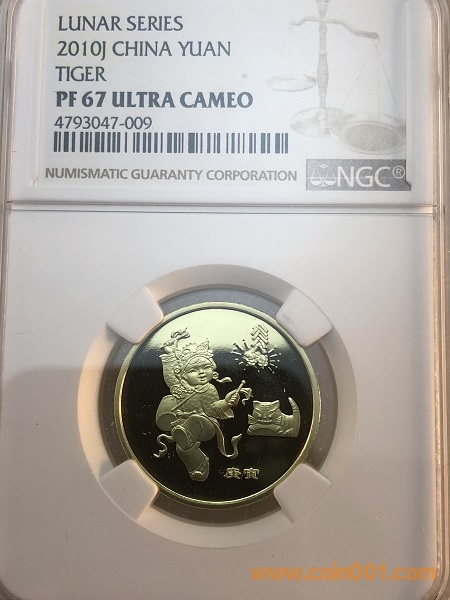 LUNAR SERIES
2010J CHINA YUAN
TIGER
PF 67 ULTRA CAMEO
4793047-009
NUMISMATIC GUARANTY CORPORATION
NGC®
庚寅
www.coin001.com